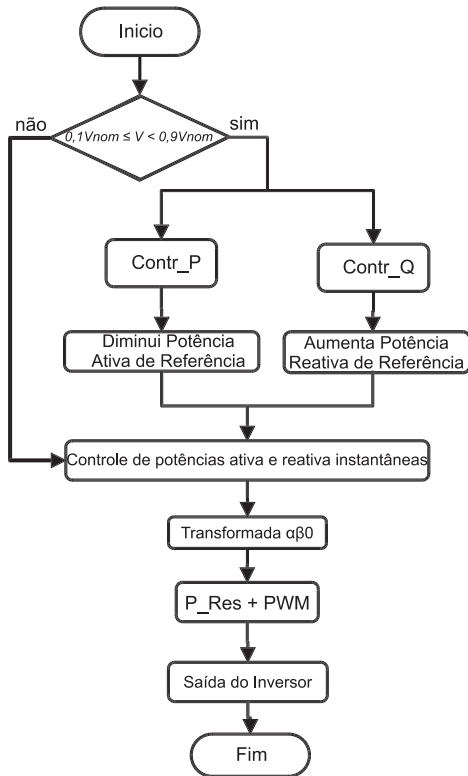 Inicio
não
0,1Vnom ≤ V < 0,9Vnom
sim
Contr_P
Contr_Q
Diminui Potência
Ativa de Referência
Aumenta Potência
Reativa de Referência
Controle de potências ativa e reativa instantâneas
Transformada αβ0
P_Res + PWM
Saída do Inversor
Fim